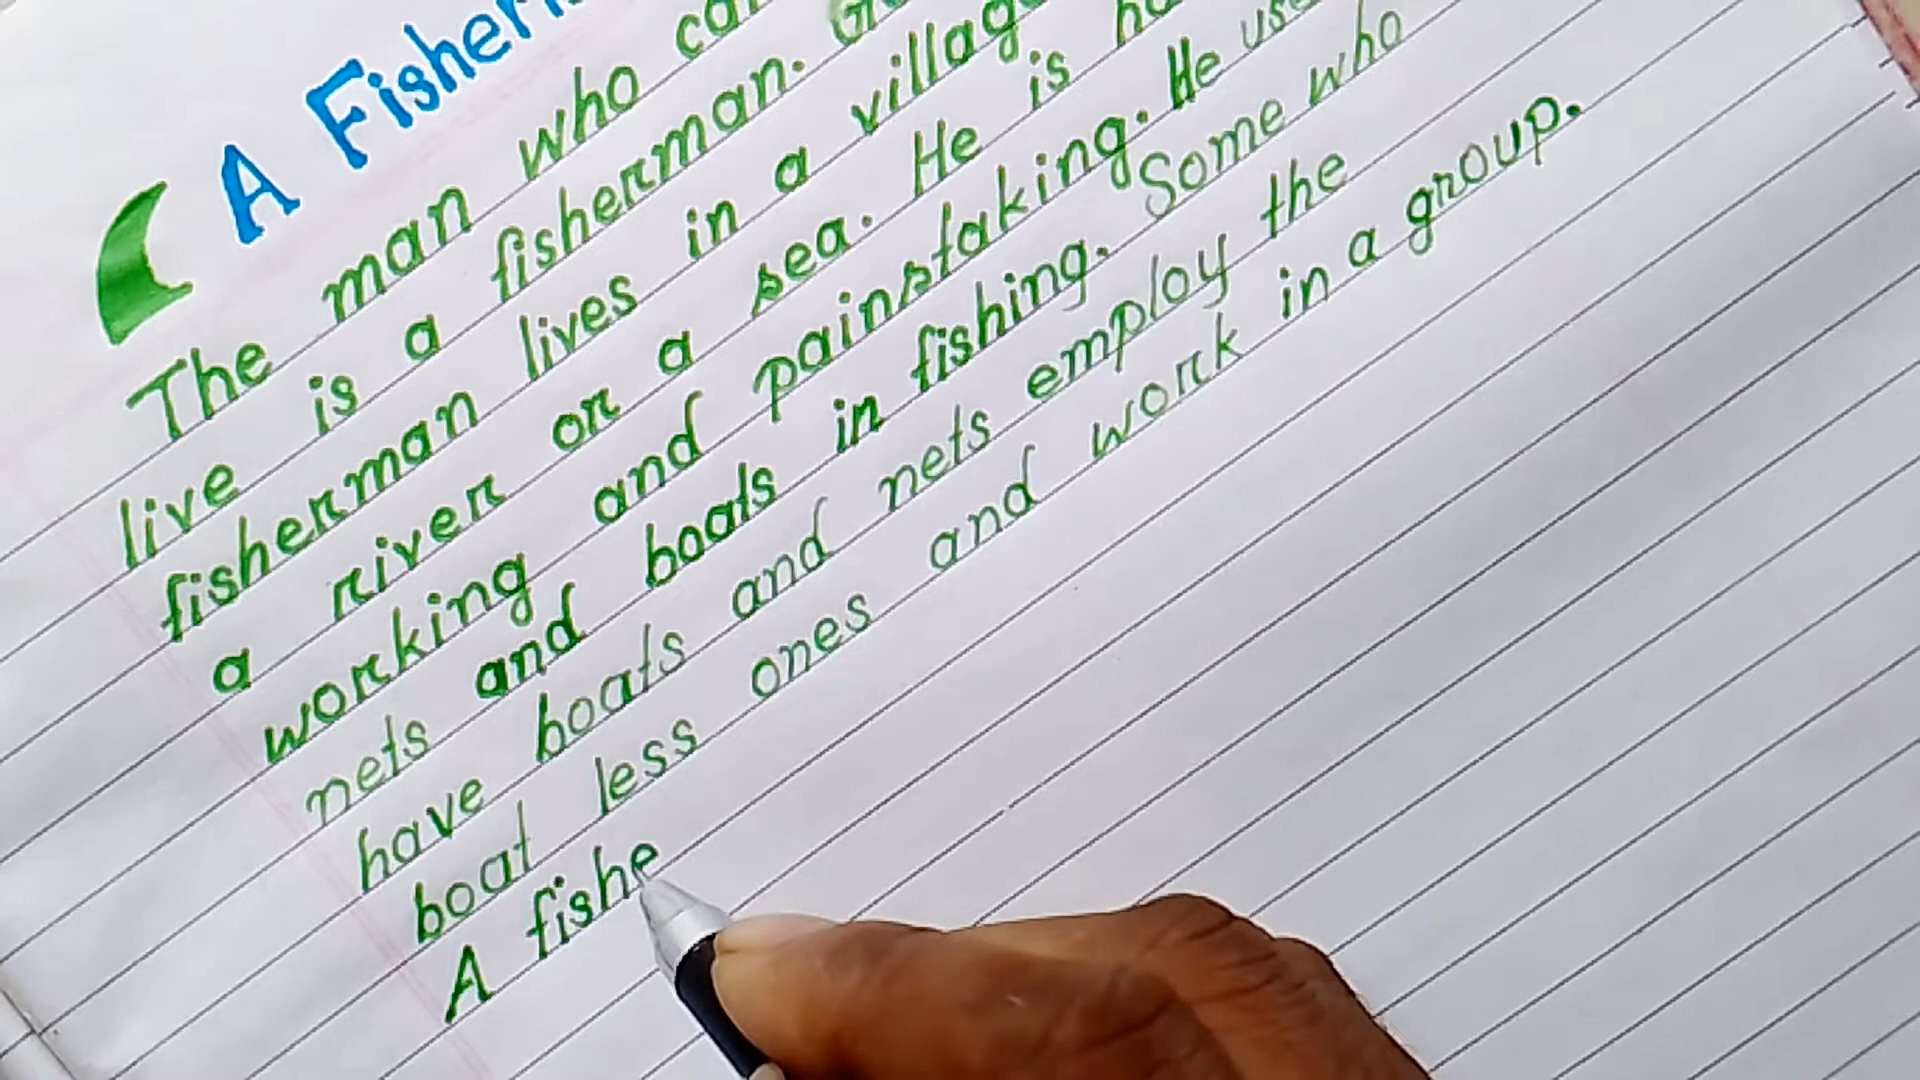 A Fisher
The man who
live is a fisherman.
fisherman lives in a villag
a river or a sea. He is
working and painstaking. He us
nets and boats in fishing. Some who
have boats and nets employ the
boat less ones and work in a group.
A fishe